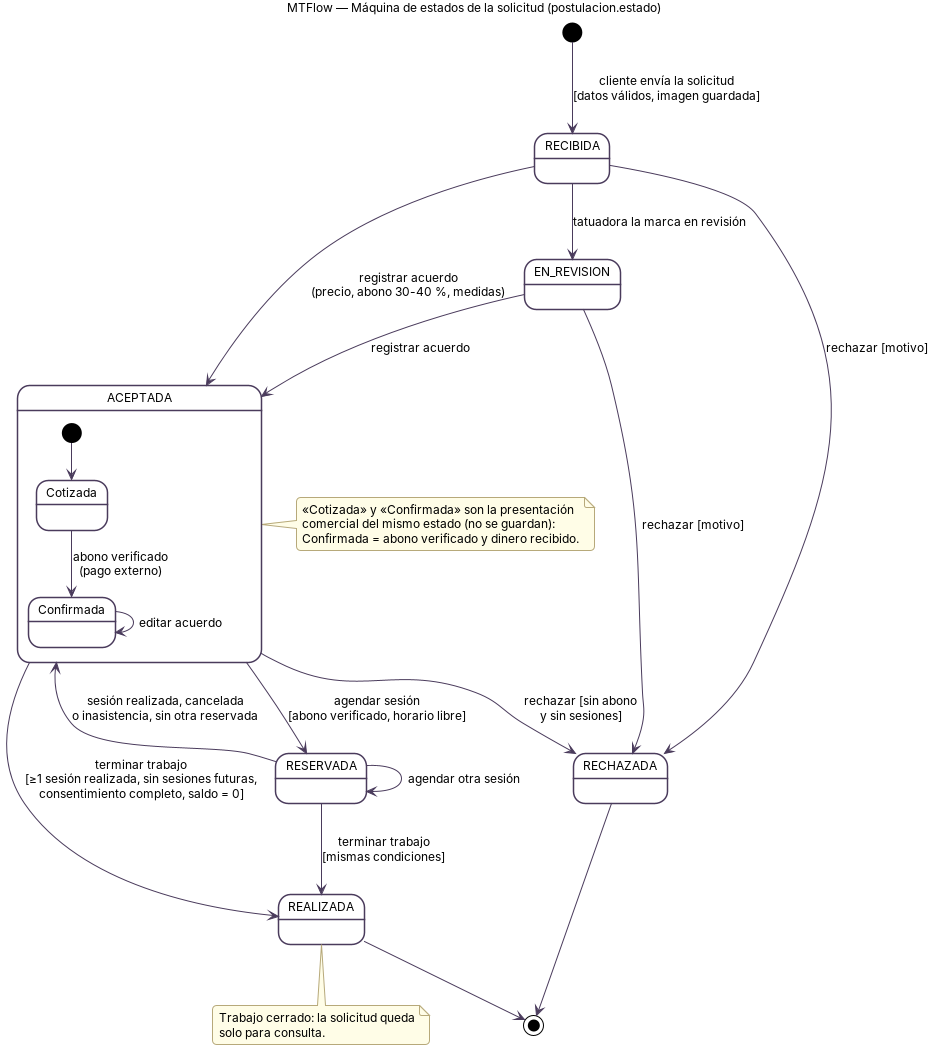 MTFlow — Máquina de estados de la solicitud (postulacion.estado)
cliente envía la solicitud
[datos válidos, imagen guardada]
RECIBIDA
tatuadora la marca en revisión
EN_REVISION
registrar acuerdo
(precio, abono 30-40 %, medidas)
registrar acuerdo
rechazar [motivo]
ACEPTADA
Cotizada
«Cotizada» y «Confirmada» son la presentación
comercial del mismo estado (no se guardan):
Confirmada = abono verificado y dinero recibido.
rechazar [motivo]
abono verificado
(pago externo)
Confirmada
editar acuerdo
sesión realizada, cancelada
o inasistencia, sin otra reservada
agendar sesión
[abono verificado, horario libre]
rechazar [sin abono
y sin sesiones]
terminar trabajo
[≥1 sesión realizada, sin sesiones futuras,
consentimiento completo, saldo = 0]
RESERVADA
agendar otra sesión
RECHAZADA
terminar trabajo
[mismas condiciones]
REALIZADA
Trabajo cerrado: la solicitud queda
solo para consulta.